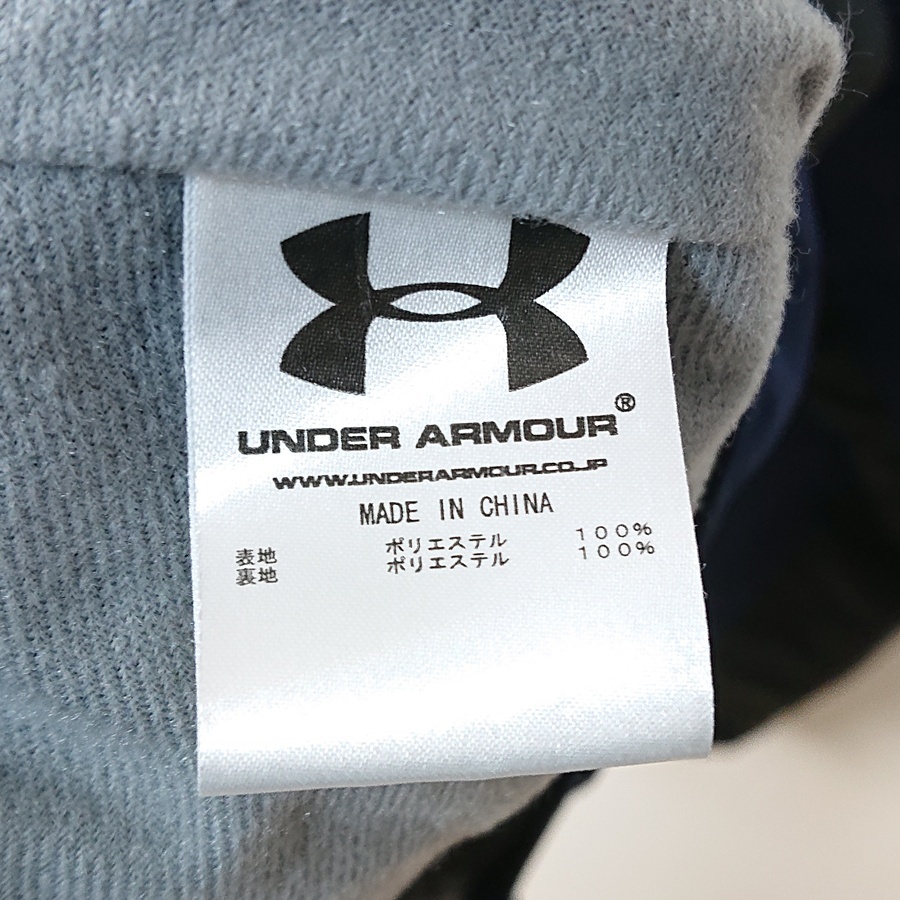 UNDER ARMOUR®
WWW.UNDERARMOUR.CO.JP
MADE IN CHINA
表地 ポリエステル 100%
裏地 ポリエステル 100%